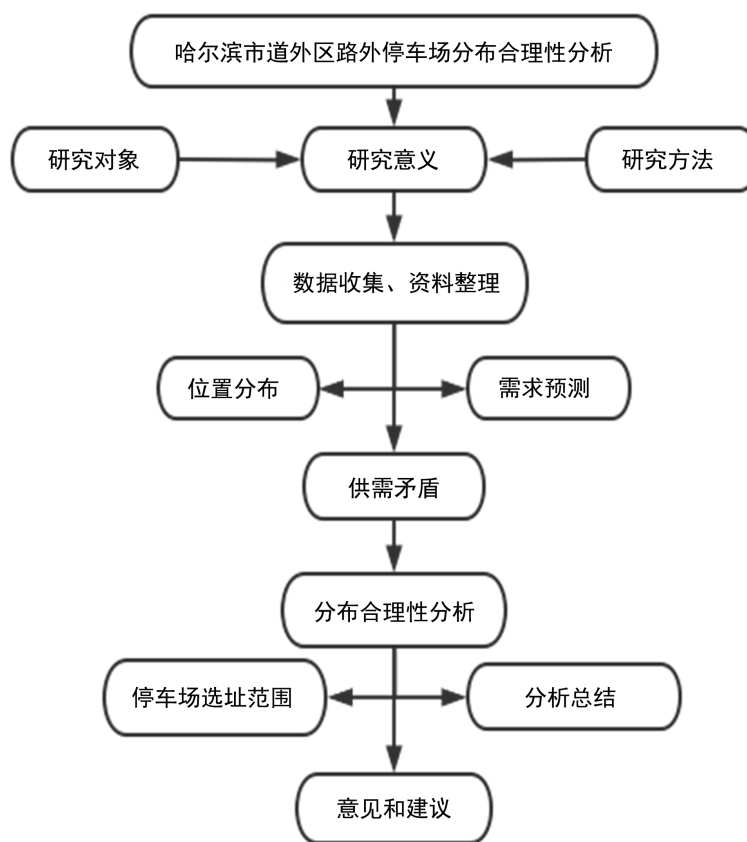 哈尔滨市道外区路外停车场分布合理性分析
研究对象
研究意义
研究方法
数据收集、资料整理
位置分布
需求预测
供需矛盾
分布合理性分析
停车场选址范围
分析总结
意见和建议